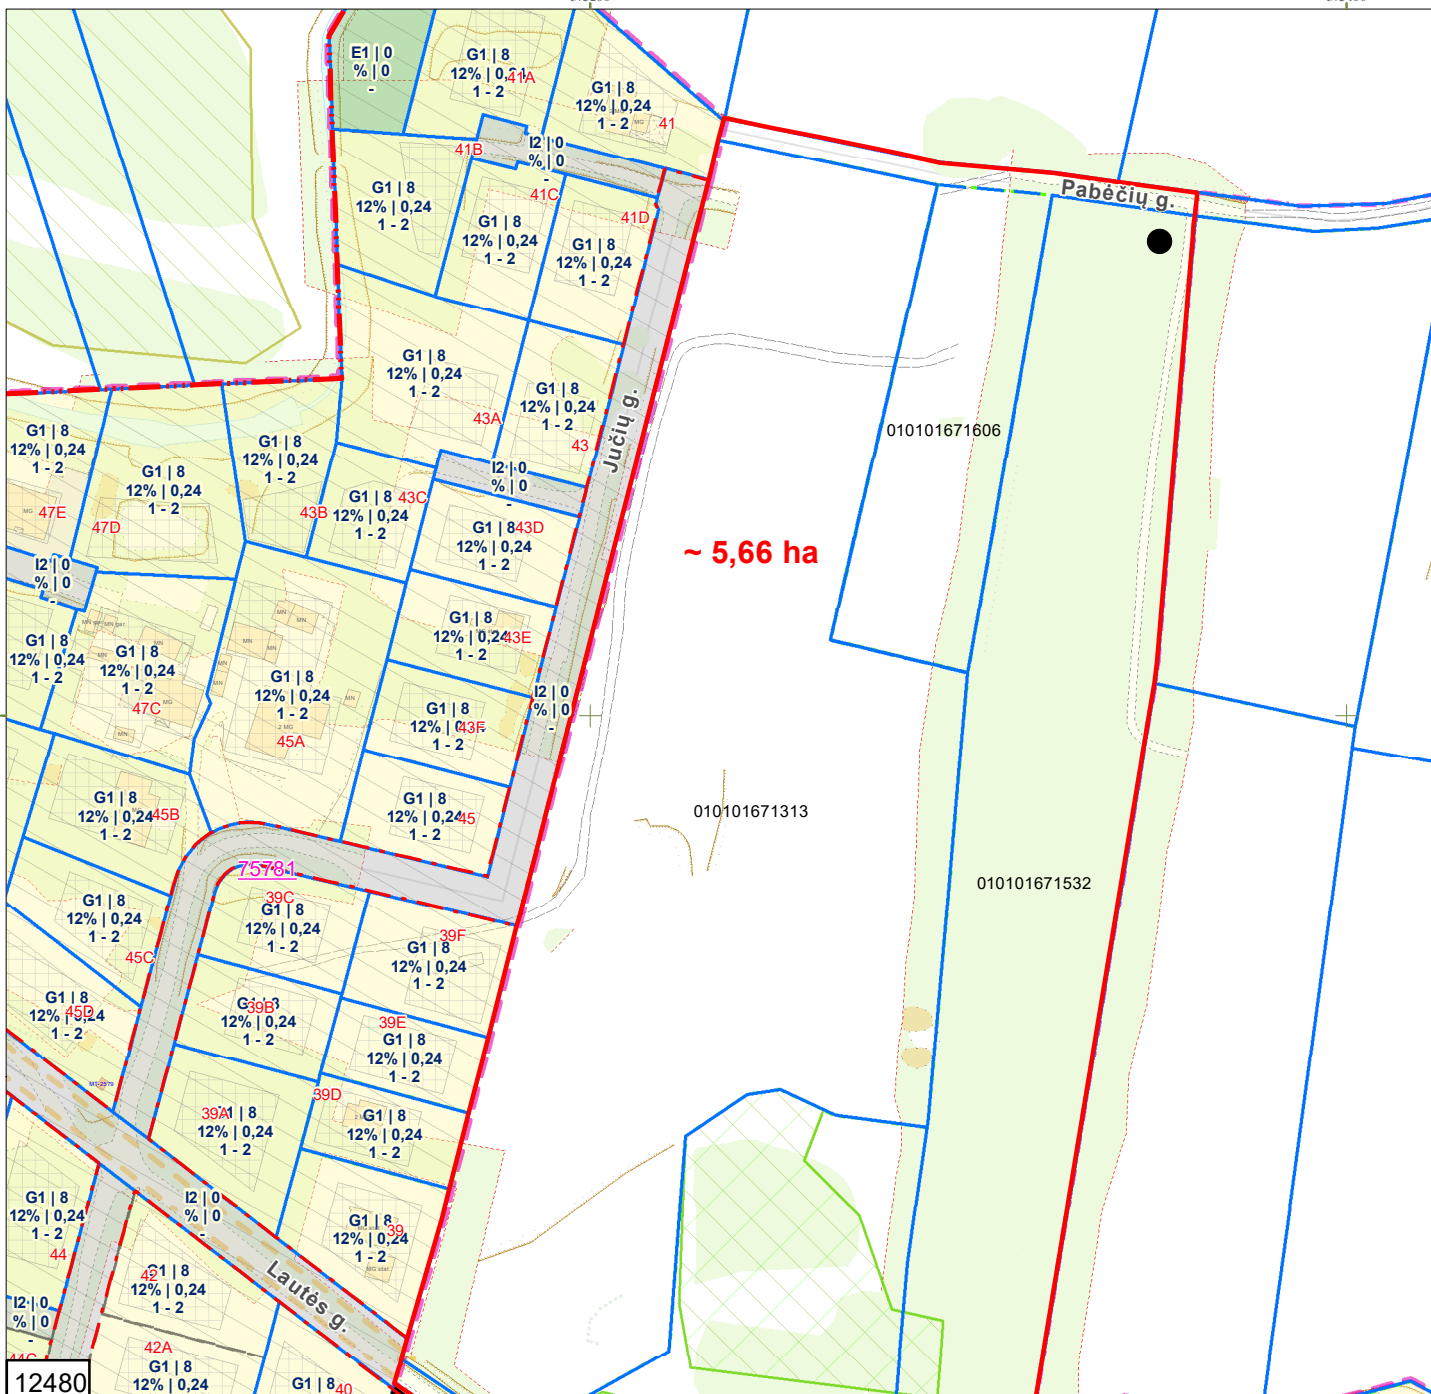 E1 | 0
% | 0
-
G1 | 8
12% | 0,24
1 - 2
41A
G1 | 8
12% | 0,24
1 - 2
41
41B
I2 | 0
% | 0
-
41C
G1 | 8
12% | 0,24
1 - 2
G1 | 8
12% | 0,24
1 - 2
41D
G1 | 8
12% | 0,24
1 - 2
Pabėčių g.
G1 | 8
12% | 0,24
1 - 2
43A
G1 | 8
12% | 0,24
1 - 2
43
Jučių g.
010101671606
G1 | 8
12% | 0,24
1 - 2
47E
G1 | 8
12% | 0,24
1 - 2
47D
G1 | 8
12% | 0,24
1 - 2
43B
G1 | 8
12% | 0,24
1 - 2
43C
I2 | 0
% | 0
-
G1 | 8
12% | 0,24
1 - 2
43D
~ 5,66 ha
I2 | 0
% | 0
-
G1 | 8
12% | 0,24
1 - 2
G1 | 8
12% | 0,24
1 - 2
47C
G1 | 8
12% | 0,24
1 - 2
45A
G1 | 8
12% | 0,24
1 - 2
43E
G1 | 8
12% | 0,24
1 - 2
43F
I2 | 0
% | 0
-
G1 | 8
12% | 0,24
1 - 2
45B
G1 | 8
12% | 0,24
1 - 2
45
010101671313
75781
010101671532
G1 | 8
12% | 0,24
1 - 2
45C
39C
G1 | 8
12% | 0,24
1 - 2
39F
G1 | 8
12% | 0,24
1 - 2
G1 | 8
12% | 0,24
1 - 2
45D
G1 | 8
12% | 0,24
1 - 2
39B
39E
G1 | 8
12% | 0,24
1 - 2
39D
G1 | 8
12% | 0,24
1 - 2
39A
G1 | 8
12% | 0,24
1 - 2
G1 | 8
12% | 0,24
1 - 2
44
I2 | 0
% | 0
-
G1 | 8
12% | 0,24
1 - 2
39
Lautės g.
G1 | 8
12% | 0,24
1 - 2
42
I2 | 0
% | 0
-
42A
G1 | 8
12% | 0,24
G1 | 8
40
12480